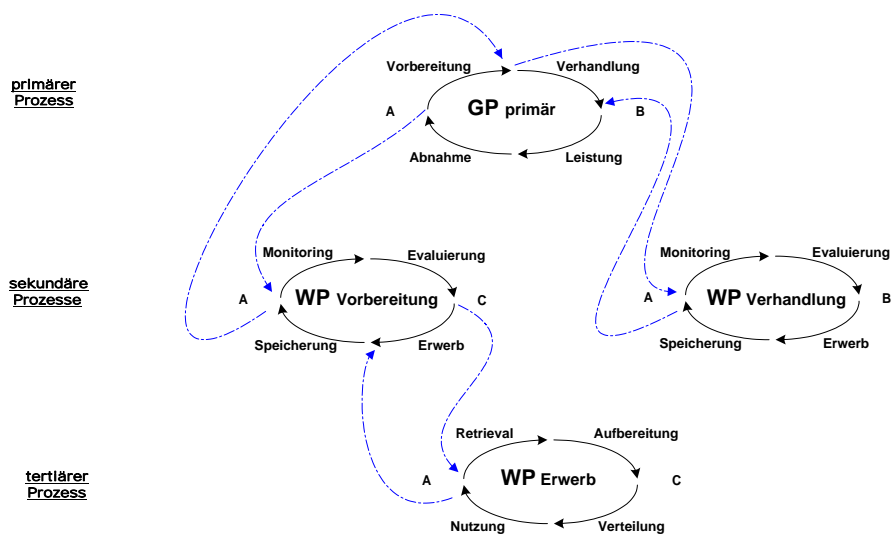 Vorbereitung Verhandlung
primärer
Prozess
A GP primär B
Abnahme Leistung
Monitoring Evaluierung Monitoring Evaluierung
sekundäre
Prozesse
A WP Vorbereitung C A WP Verhandlung B
Speicherung Erwerb Speicherung Erwerb
Retrieval Aufbereitung
tertiärer
Prozess
A WP Erwerb C
Nutzung Verteilung